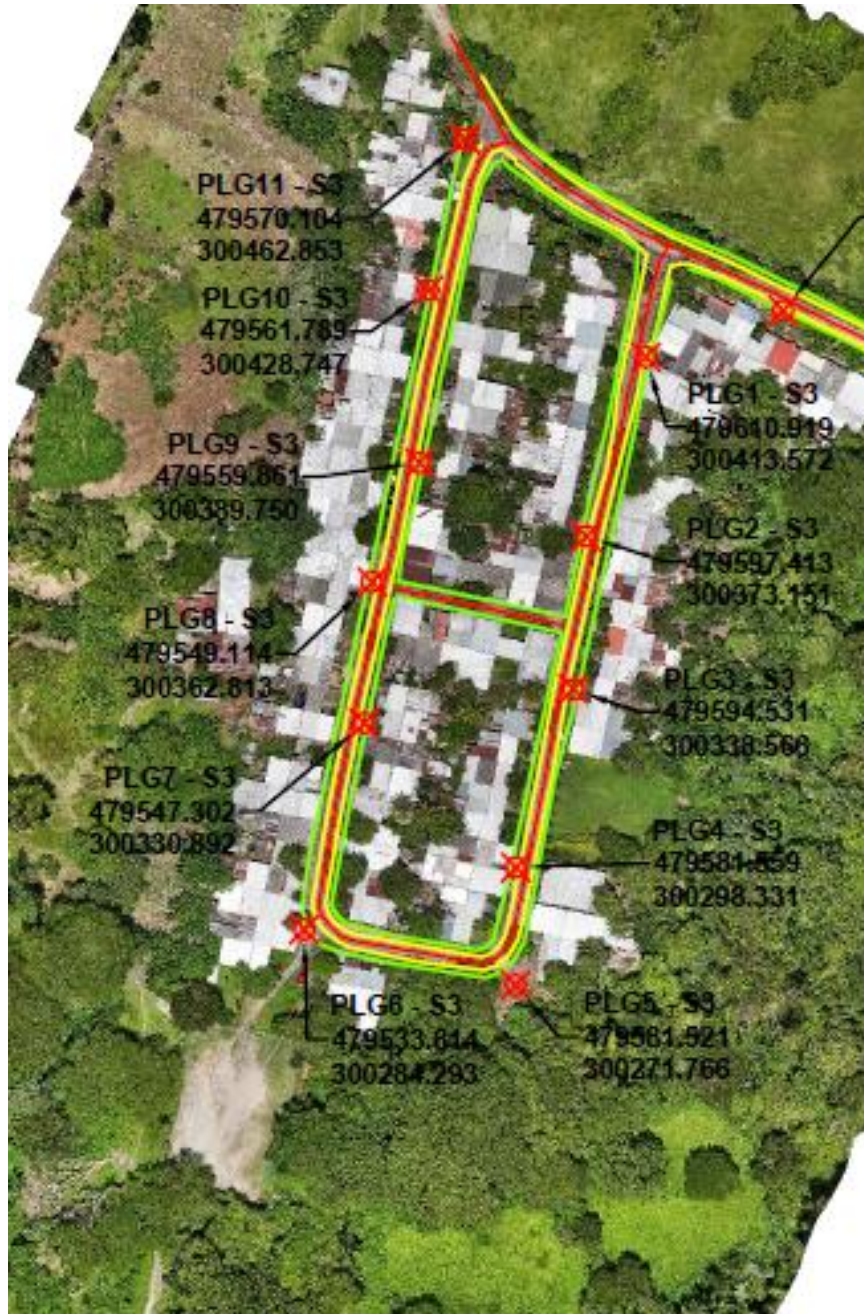 PLG11 - S3
479570.104
300462.853
PLG10 - S3
479561.789
300428.747
PLG9 - S3
479559.861
300389.750
PLG8 - S3
479549.114
300362.813
PLG7 - S3
479547.302
300330.892
PLG6 - S3
479533.814
300284.293
PLG1 - S3
479610.919
300413.572
PLG2 - S3
479597.413
300373.151
PLG3 - S3
479594.531
300338.566
PLG4 - S3
479581.559
300298.331
PLG5 - S3
479581.521
300271.766